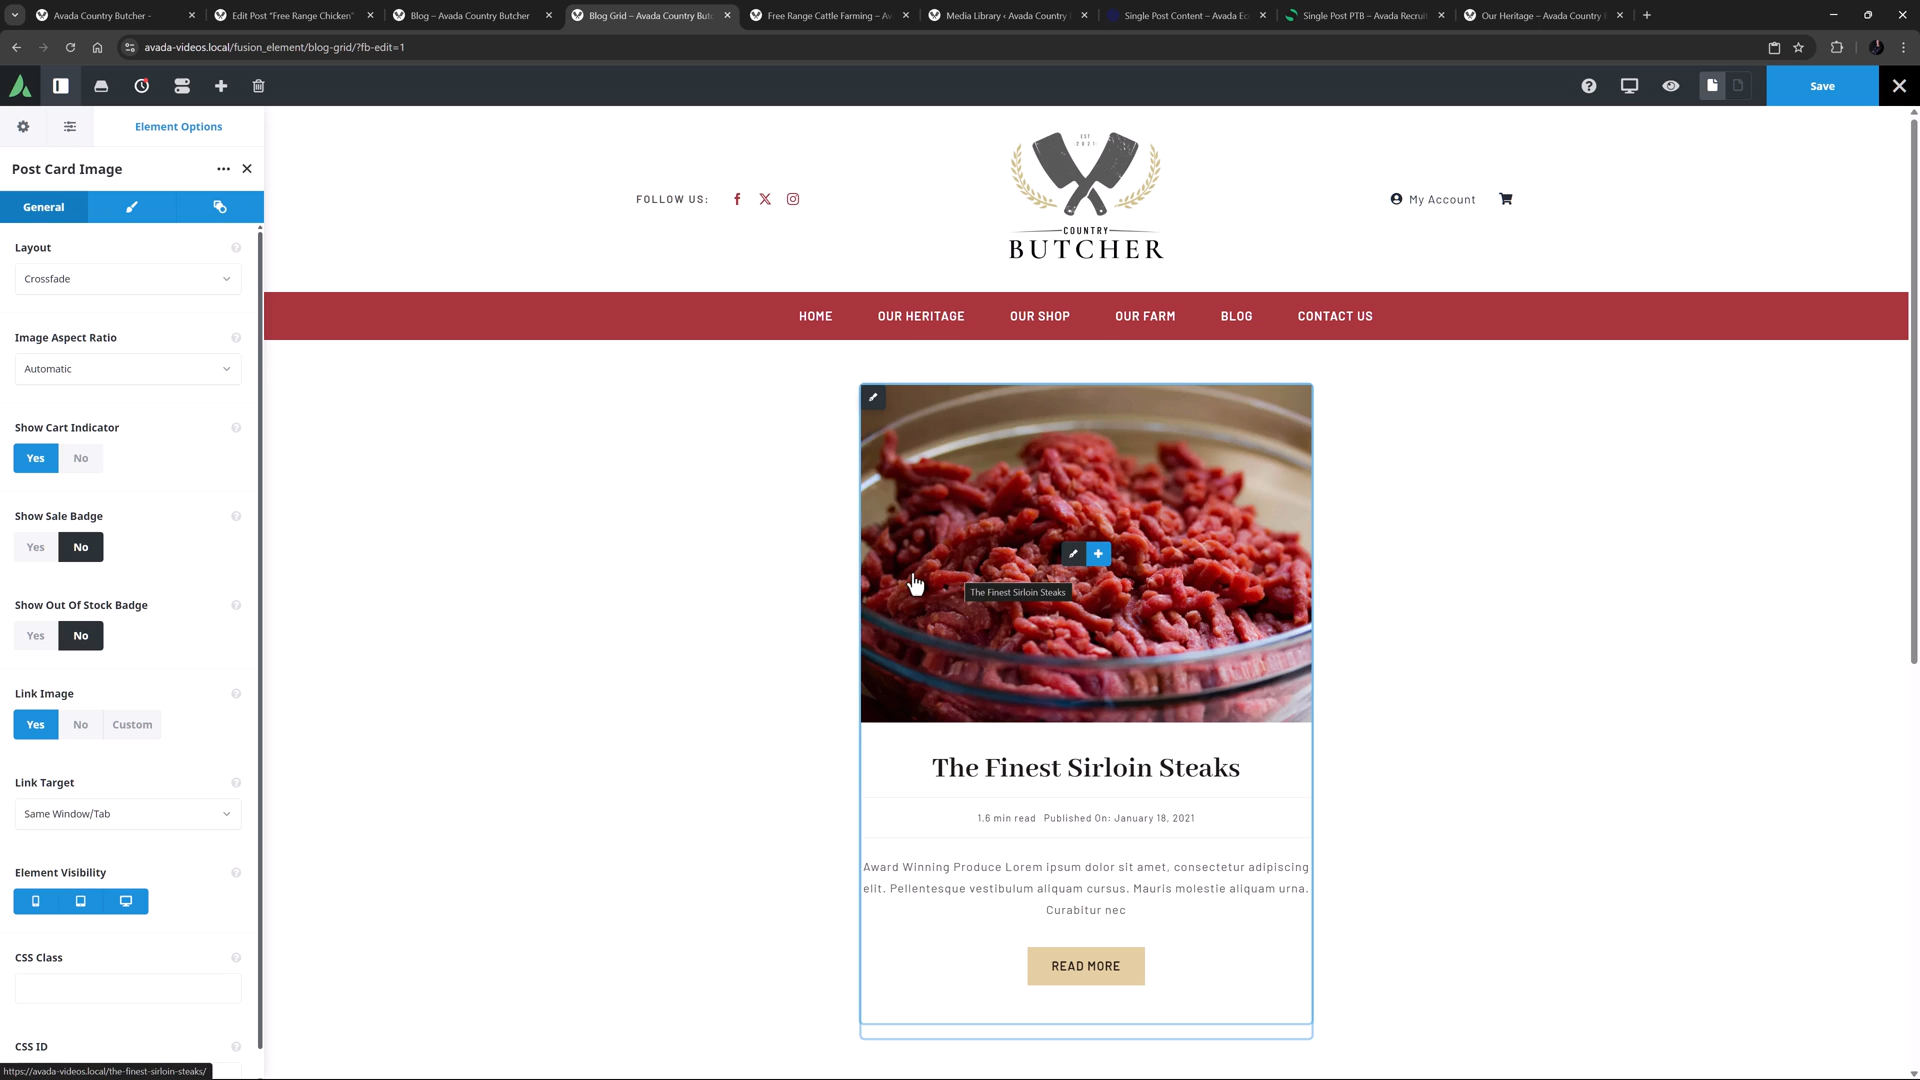 Avada Country Butcher -
Edit Post "Free Range Chicken"
Blog – Avada Country Butcher
Blog Grid – Avada Country Butc
Free Range Cattle Farming – Av
Media Library ‹ Avada Country
Single Post Content – Avada Ec
Single Post PTB – Avada Recruit
Our Heritage – Avada Country
avada-videos.local/fusion_element/blog-grid/?fb-edit=1
Save
Element Options
Post Card Image
General
Layout
Crossfade
Image Aspect Ratio
Automatic
Show Cart Indicator
Yes No
Show Sale Badge
Yes No
Show Out Of Stock Badge
Yes No
Link Image
Yes No Custom
Link Target
Same Window/Tab
Element Visibility
CSS Class
CSS ID
https://avada-videos.local/the-finest-sirloin-steaks/
FOLLOW US:
EST
2021
COUNTRY
BUTCHER
My Account
HOME OUR HERITAGE OUR SHOP OUR FARM BLOG CONTACT US
The Finest Sirloin Steaks
The Finest Sirloin Steaks
1.6 min read Published On: January 18, 2021
Award Winning Produce Lorem ipsum dolor sit amet, consectetur adipiscing
elit. Pellentesque vestibulum aliquam cursus. Mauris molestie aliquam urna.
Curabitur nec
READ MORE